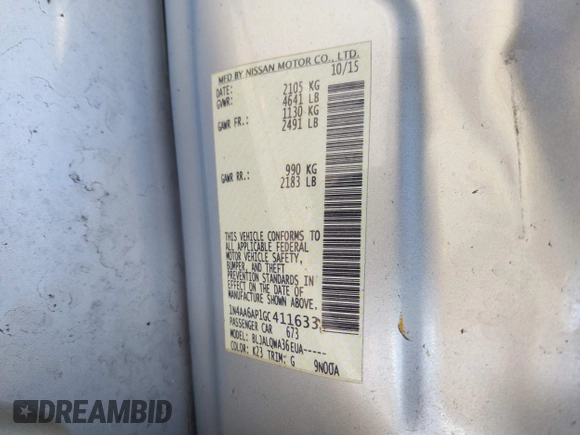 MFD BY NISSAN MOTOR CO., LTD.
DATE: 10/15
GVWR: 2105 KG
4641 LB
GAWR FR.: 1130 KG
2491 LB
GAWR RR.: 990 KG
2183 LB
THIS VEHICLE CONFORMS TO
ALL APPLICABLE FEDERAL
MOTOR VEHICLE SAFETY,
BUMPER, AND THEFT
PREVENTION STANDARDS IN
EFFECT ON THE DATE OF
MANUFACTURE SHOWN ABOVE.
1N4AA6AP1GC411633
PASSENGER CAR 673
MODEL: BLJALQWA36EUA-----
COLOR: K23 TRIM: G 9N00A
DREAMBID